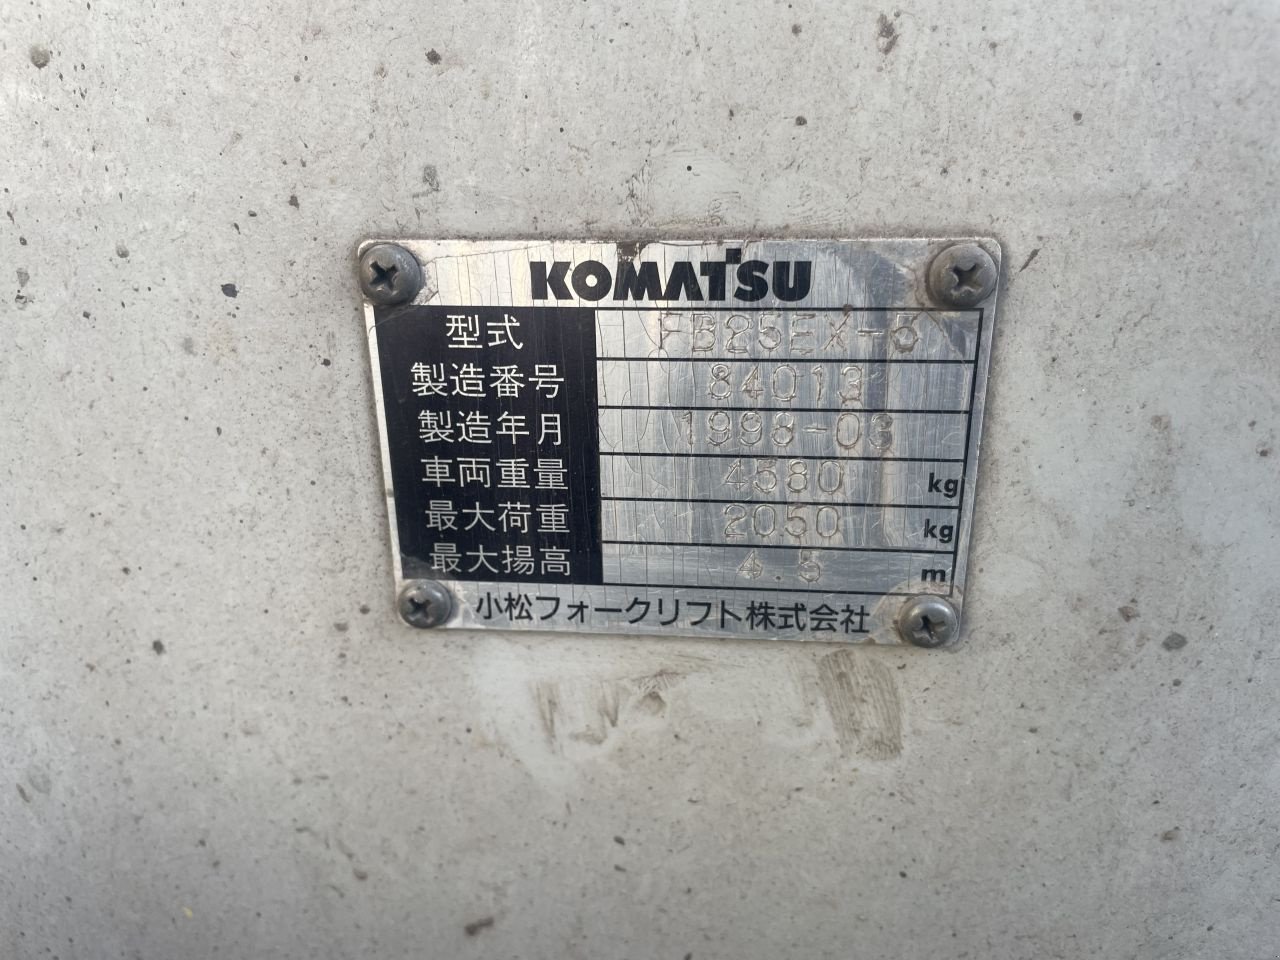 KOMATSU
型式 FB25EX-5
製造番号 84013
製造年月 1998-03
車両重量 4580 kg
最大荷重 2050 kg
最大揚高 4.5 m
小松フォークリフト株式会社